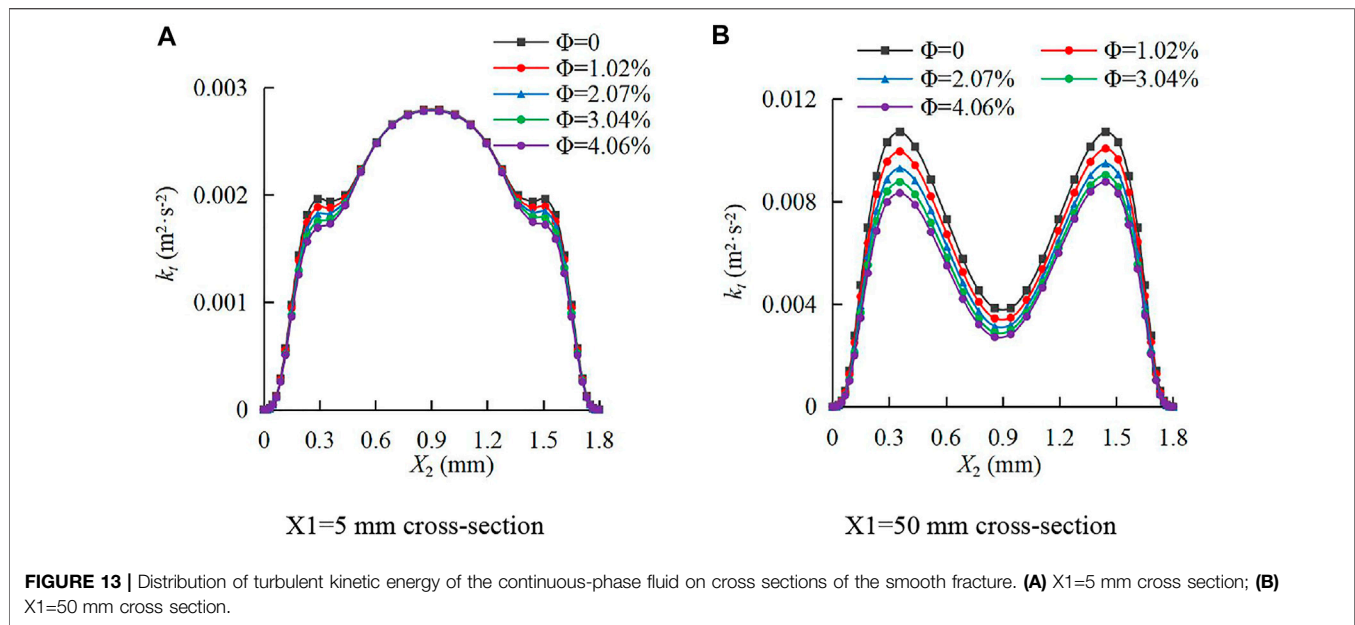 A
Φ=0
Φ=1.02%
Φ=2.07%
Φ=3.04%
Φ=4.06%
0.003
0.002
0.001
0
kₜ (m²·s⁻²)
0 0.3 0.6 0.9 1.2 1.5 1.8
X₂ (mm)
X1=5 mm cross-section
B
Φ=0 Φ=1.02%
Φ=2.07% Φ=3.04%
Φ=4.06%
0.012
0.008
0.004
0
kₜ (m²·s⁻²)
0 0.3 0.6 0.9 1.2 1.5 1.8
X₂ (mm)
X1=50 mm cross-section
FIGURE 13 | Distribution of turbulent kinetic energy of the continuous-phase fluid on cross sections of the smooth fracture. (A) X1=5 mm cross section; (B)
X1=50 mm cross section.